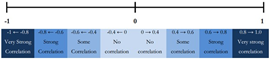 -1 0 1
-1 ← -0.8 -0.8 ← -0.6 -0.6 ← -0.4 -0.4 ← 0 0 → 0.4 0.4 → 0.6 0.6 → 0.8 0.8 → 1.0
Very Strong Strong Some No No Some Strong Very Strong
Correlation Correlation Correlation correlation correlation Correlation Correlation Correlation